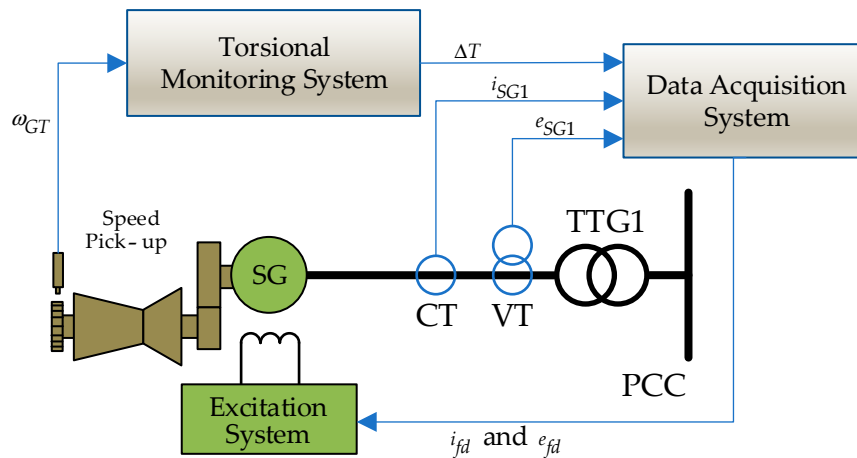 Torsional
Monitoring System
ΔT
i_SG1
e_SG1
Data Acquisition
System
ω_GT
Speed
Pick-up
TTG1
SG
CT
VT
PCC
Excitation
System
i_fd and e_fd